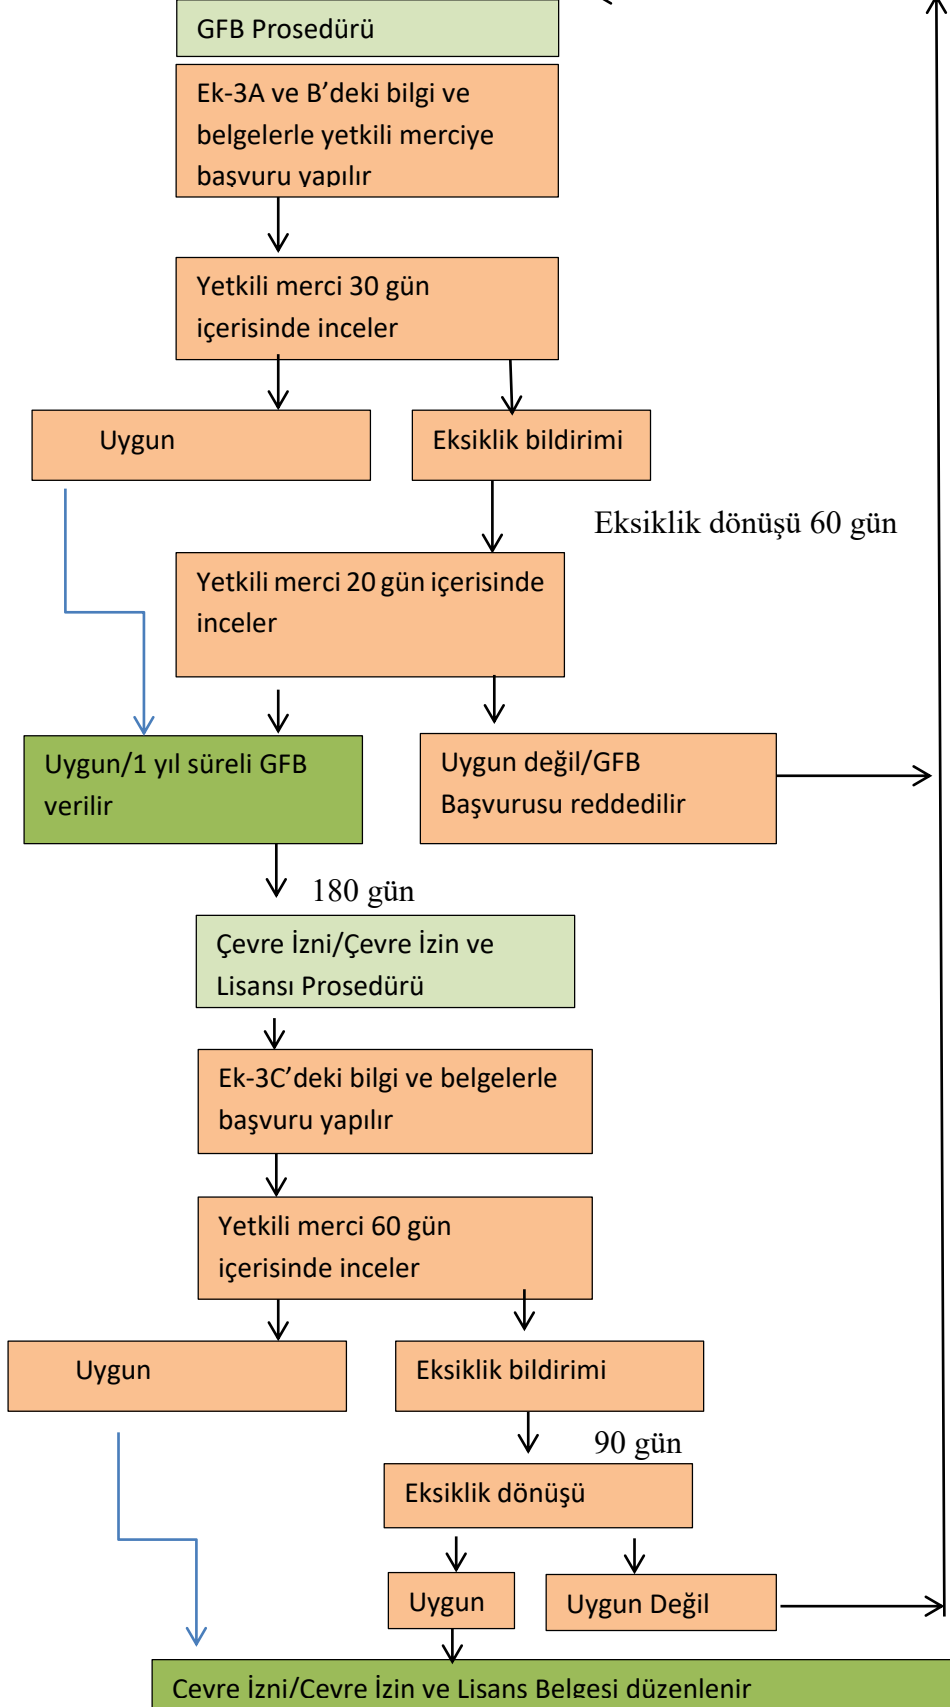 GFB Prosedürü
Ek-3A ve B’deki bilgi ve
belgelerle yetkili merciye
başvuru yapılır
Yetkili merci 30 gün
içerisinde inceler
Uygun
Eksiklik bildirimi
Eksiklik dönüşü 60 gün
Yetkili merci 20 gün içerisinde
inceler
Uygun/1 yıl süreli GFB
verilir
Uygun değil/GFB
Başvurusu reddedilir
180 gün
Çevre İzni/Çevre İzin ve
Lisansı Prosedürü
Ek-3C’deki bilgi ve belgelerle
başvuru yapılır
Yetkili merci 60 gün
içerisinde inceler
Uygun
Eksiklik bildirimi
90 gün
Eksiklik dönüşü
Uygun
Uygun Değil
Çevre İzni/Çevre İzin ve Lisans Belgesi düzenlenir